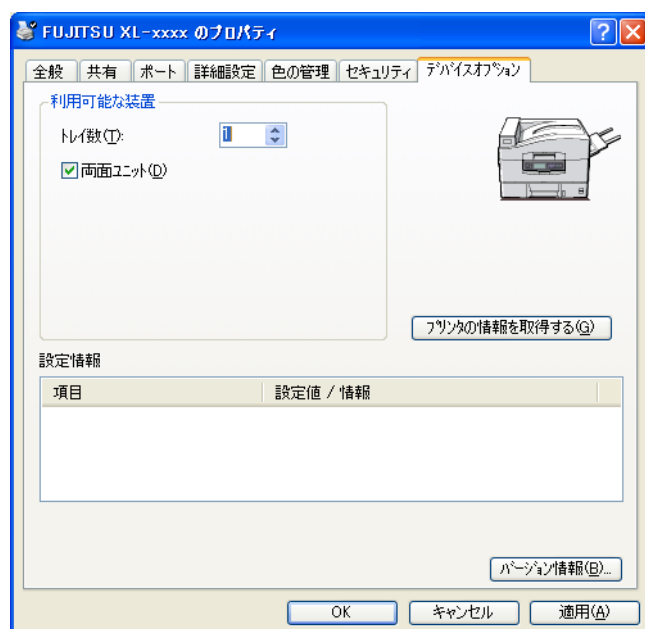 FUJITSU XL-xxxx のプロパティ
全般 共有 ポート 詳細設定 色の管理 セキュリティ デバイスオプション
利用可能な装置
トレイ数(T): 1
両面ユニット(D)
プリンタの情報を取得する(G)
設定情報
項目 設定値 / 情報
バージョン情報(B)...
OK キャンセル 適用(A)